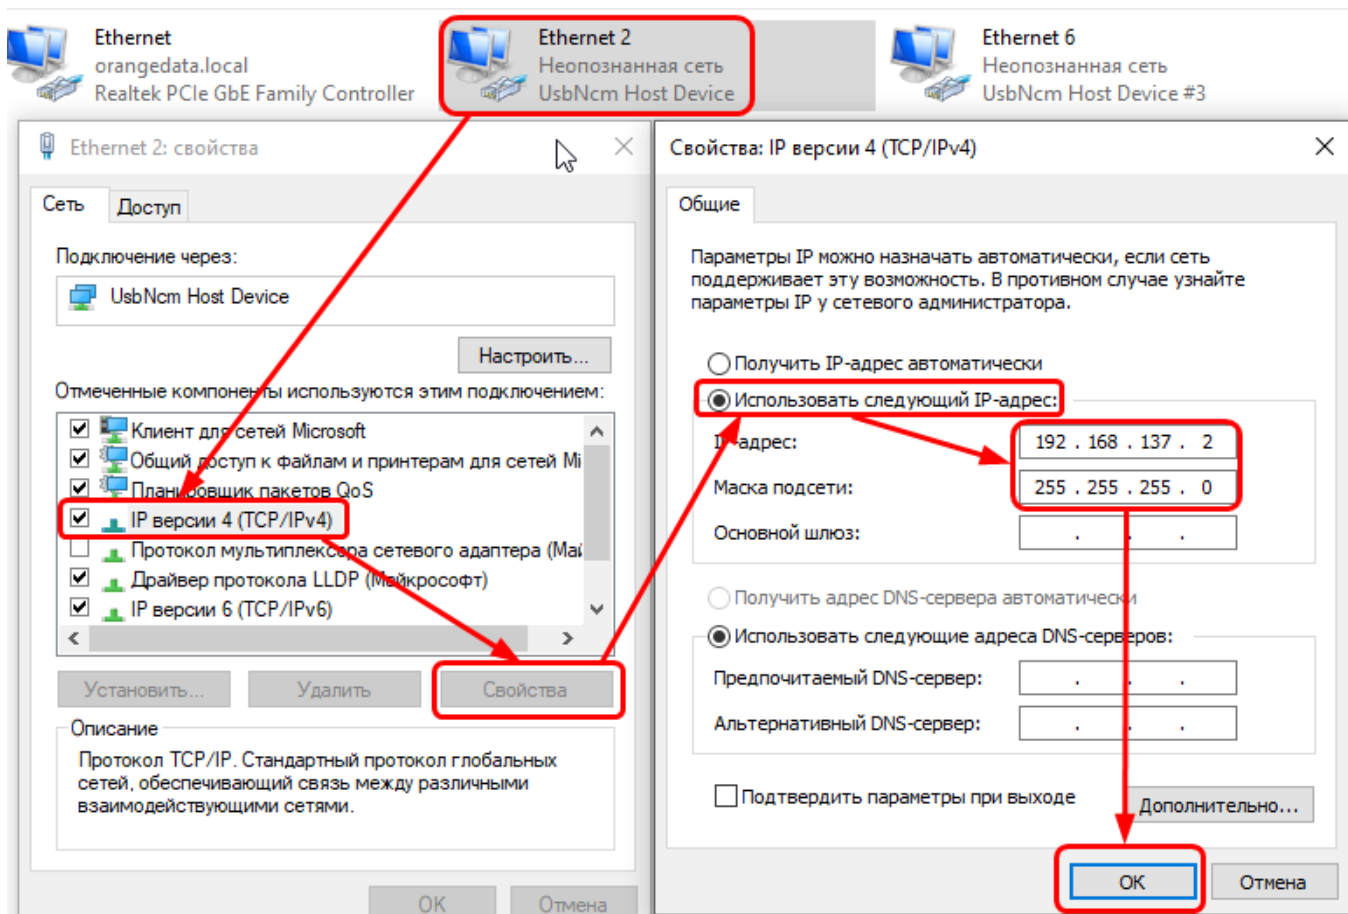 Ethernet
orangedata.local
Realtek PCIe GbE Family Controller
Ethernet 2
Неопознанная сеть
UsbNcm Host Device
Ethernet 6
Неопознанная сеть
UsbNcm Host Device #3
Ethernet 2: свойства
Сеть
Доступ
Подключение через:
UsbNcm Host Device
Настроить...
Отмеченные компоненты используются этим подключением:
Клиент для сетей Microsoft
Общий доступ к файлам и принтерам для сетей Mi
Планировщик пакетов QoS
IP версии 4 (TCP/IPv4)
Протокол мультиплексора сетевого адаптера (Май
Драйвер протокола LLDP (Майкрософт)
IP версии 6 (TCP/IPv6)
Установить...
Удалить
Свойства
Описание
Протокол TCP/IP. Стандартный протокол глобальных
сетей, обеспечивающий связь между различными
взаимодействующими сетями.
OK
Отмена
Свойства: IP версии 4 (TCP/IPv4)
Общие
Параметры IP можно назначать автоматически, если сеть
поддерживает эту возможность. В противном случае узнайте
параметры IP у сетевого администратора.
Получить IP-адрес автоматически
Использовать следующий IP-адрес:
IP-адрес:
192 . 168 . 137 . 2
Маска подсети:
255 . 255 . 255 . 0
Основной шлюз:
. . .
Получить адрес DNS-сервера автоматически
Использовать следующие адреса DNS-серверов:
Предпочитаемый DNS-сервер:
. . .
Альтернативный DNS-сервер:
. . .
Подтвердить параметры при выходе
Дополнительно...
OK
Отмена